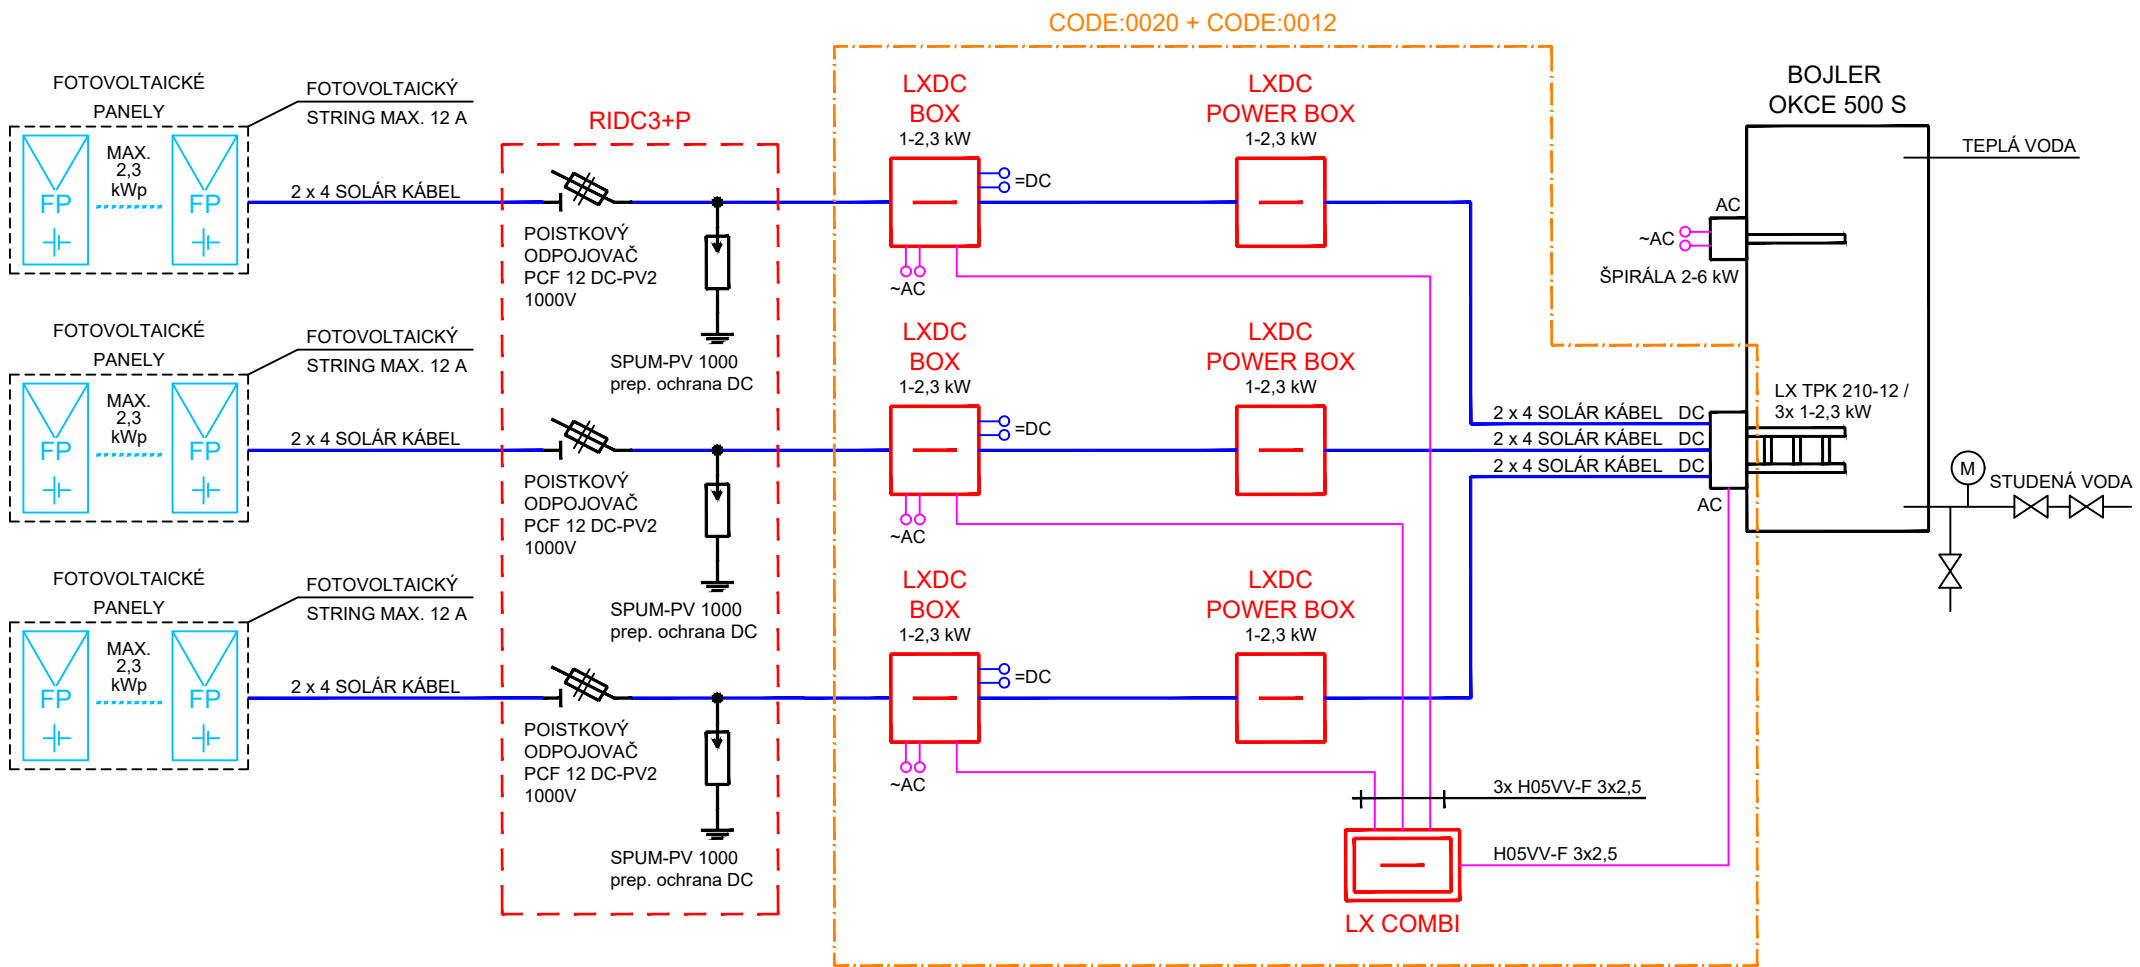 CODE:0020 + CODE:0012
FOTOVOLTAICKÉ
PANELY
FOTOVOLTAICKÝ
STRING MAX. 12 A
MAX.
2,3
kWp
FP
FP
2 x 4 SOLÁR KÁBEL
RIDC3+P
POISTKOVÝ
ODPOJOVAČ
PCF 12 DC-PV2
1000V
SPUM-PV 1000
prep. ochrana DC
LXDC
BOX
1-2,3 kW
=DC
~AC
LXDC
POWER BOX
1-2,3 kW
BOJLER
OKCE 500 S
TEPLÁ VODA
AC
~AC
ŠPIRÁLA 2-6 kW
FOTOVOLTAICKÉ
PANELY
FOTOVOLTAICKÝ
STRING MAX. 12 A
MAX.
2,3
kWp
FP
FP
2 x 4 SOLÁR KÁBEL
POISTKOVÝ
ODPOJOVAČ
PCF 12 DC-PV2
1000V
SPUM-PV 1000
prep. ochrana DC
LXDC
BOX
1-2,3 kW
=DC
~AC
LXDC
POWER BOX
1-2,3 kW
2 x 4 SOLÁR KÁBEL DC
2 x 4 SOLÁR KÁBEL DC
2 x 4 SOLÁR KÁBEL DC
AC
LX TPK 210-12 /
3x 1-2,3 kW
M
STUDENÁ VODA
FOTOVOLTAICKÉ
PANELY
FOTOVOLTAICKÝ
STRING MAX. 12 A
MAX.
2,3
kWp
FP
FP
2 x 4 SOLÁR KÁBEL
POISTKOVÝ
ODPOJOVAČ
PCF 12 DC-PV2
1000V
SPUM-PV 1000
prep. ochrana DC
LXDC
BOX
1-2,3 kW
=DC
~AC
LXDC
POWER BOX
1-2,3 kW
3x H05VV-F 3x2,5
H05VV-F 3x2,5
LX COMBI